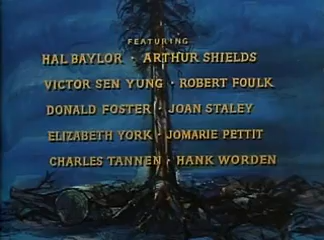 FEATURING
HAL BAYLOR · ARTHUR SHIELDS
VICTOR SEN YUNG · ROBERT FOULK
DONALD FOSTER · JOAN STALEY
ELIZABETH YORK · JOMARIE PETTIT
CHARLES TANNEN · HANK WORDEN